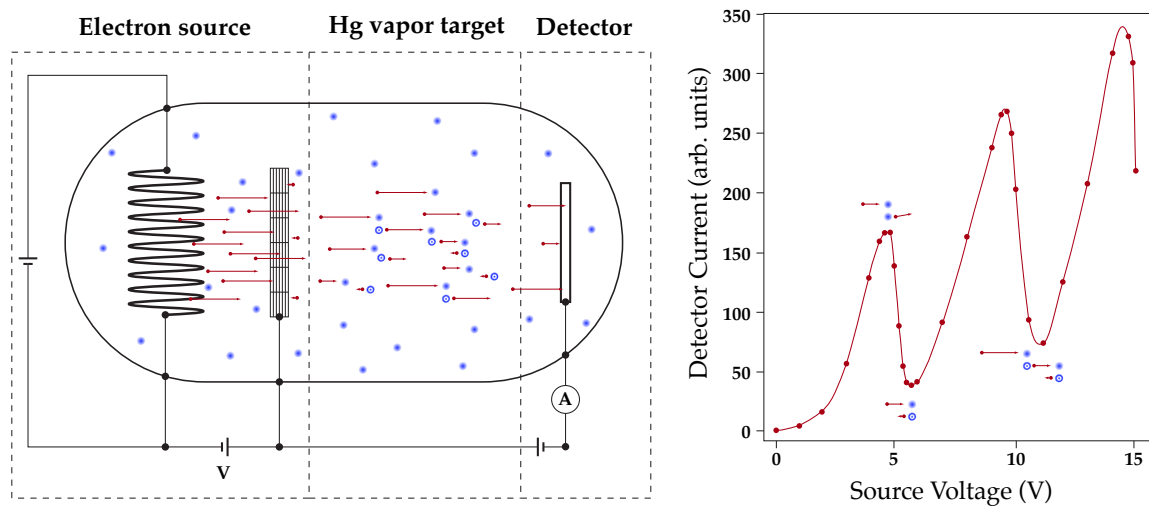 Electron source
Hg vapor target
Detector
A
V
Detector Current (arb. units)
350
300
250
200
150
100
50
0
0
5
10
15
Source Voltage (V)